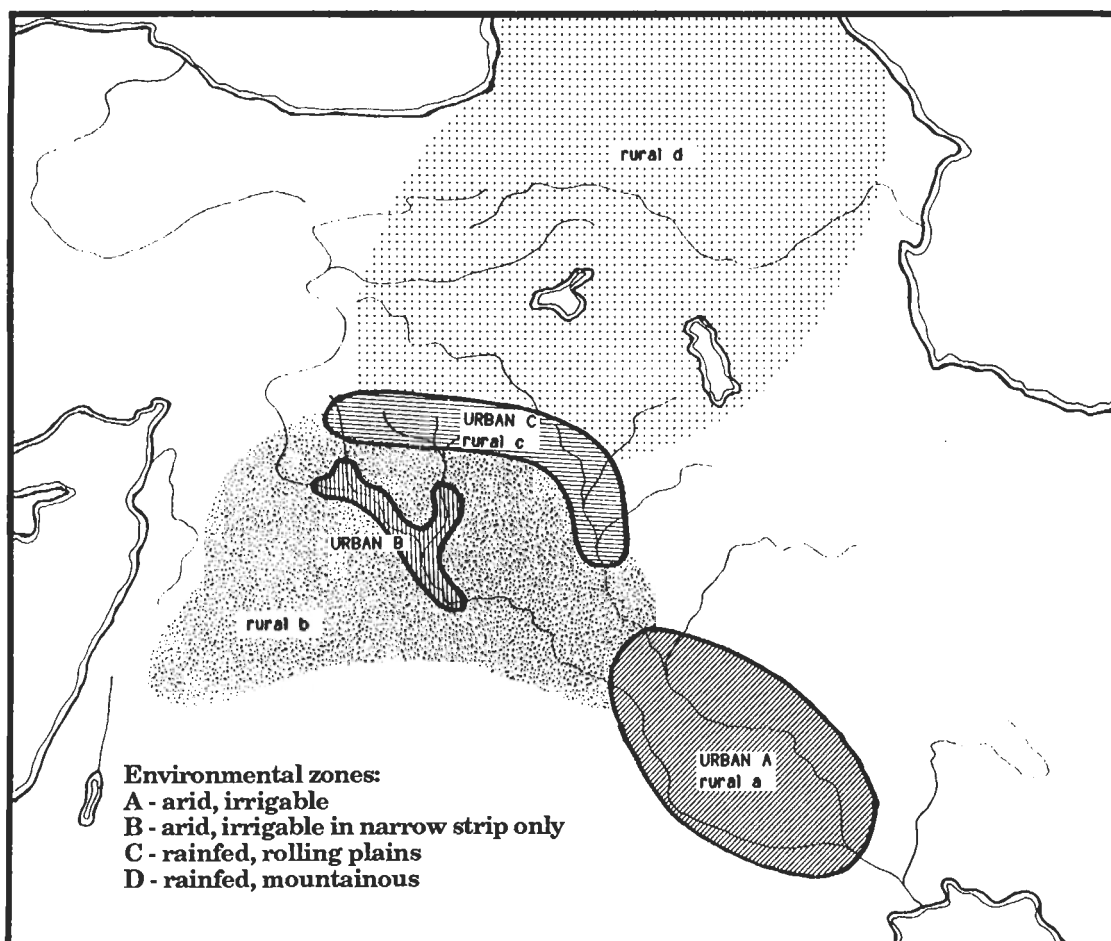 rural d
URBAN C
rural c
URBAN B
rural b
URBAN A
rural a
Environmental zones:
A - arid, irrigable
B - arid, irrigable in narrow strip only
C - rainfed, rolling plains
D - rainfed, mountainous